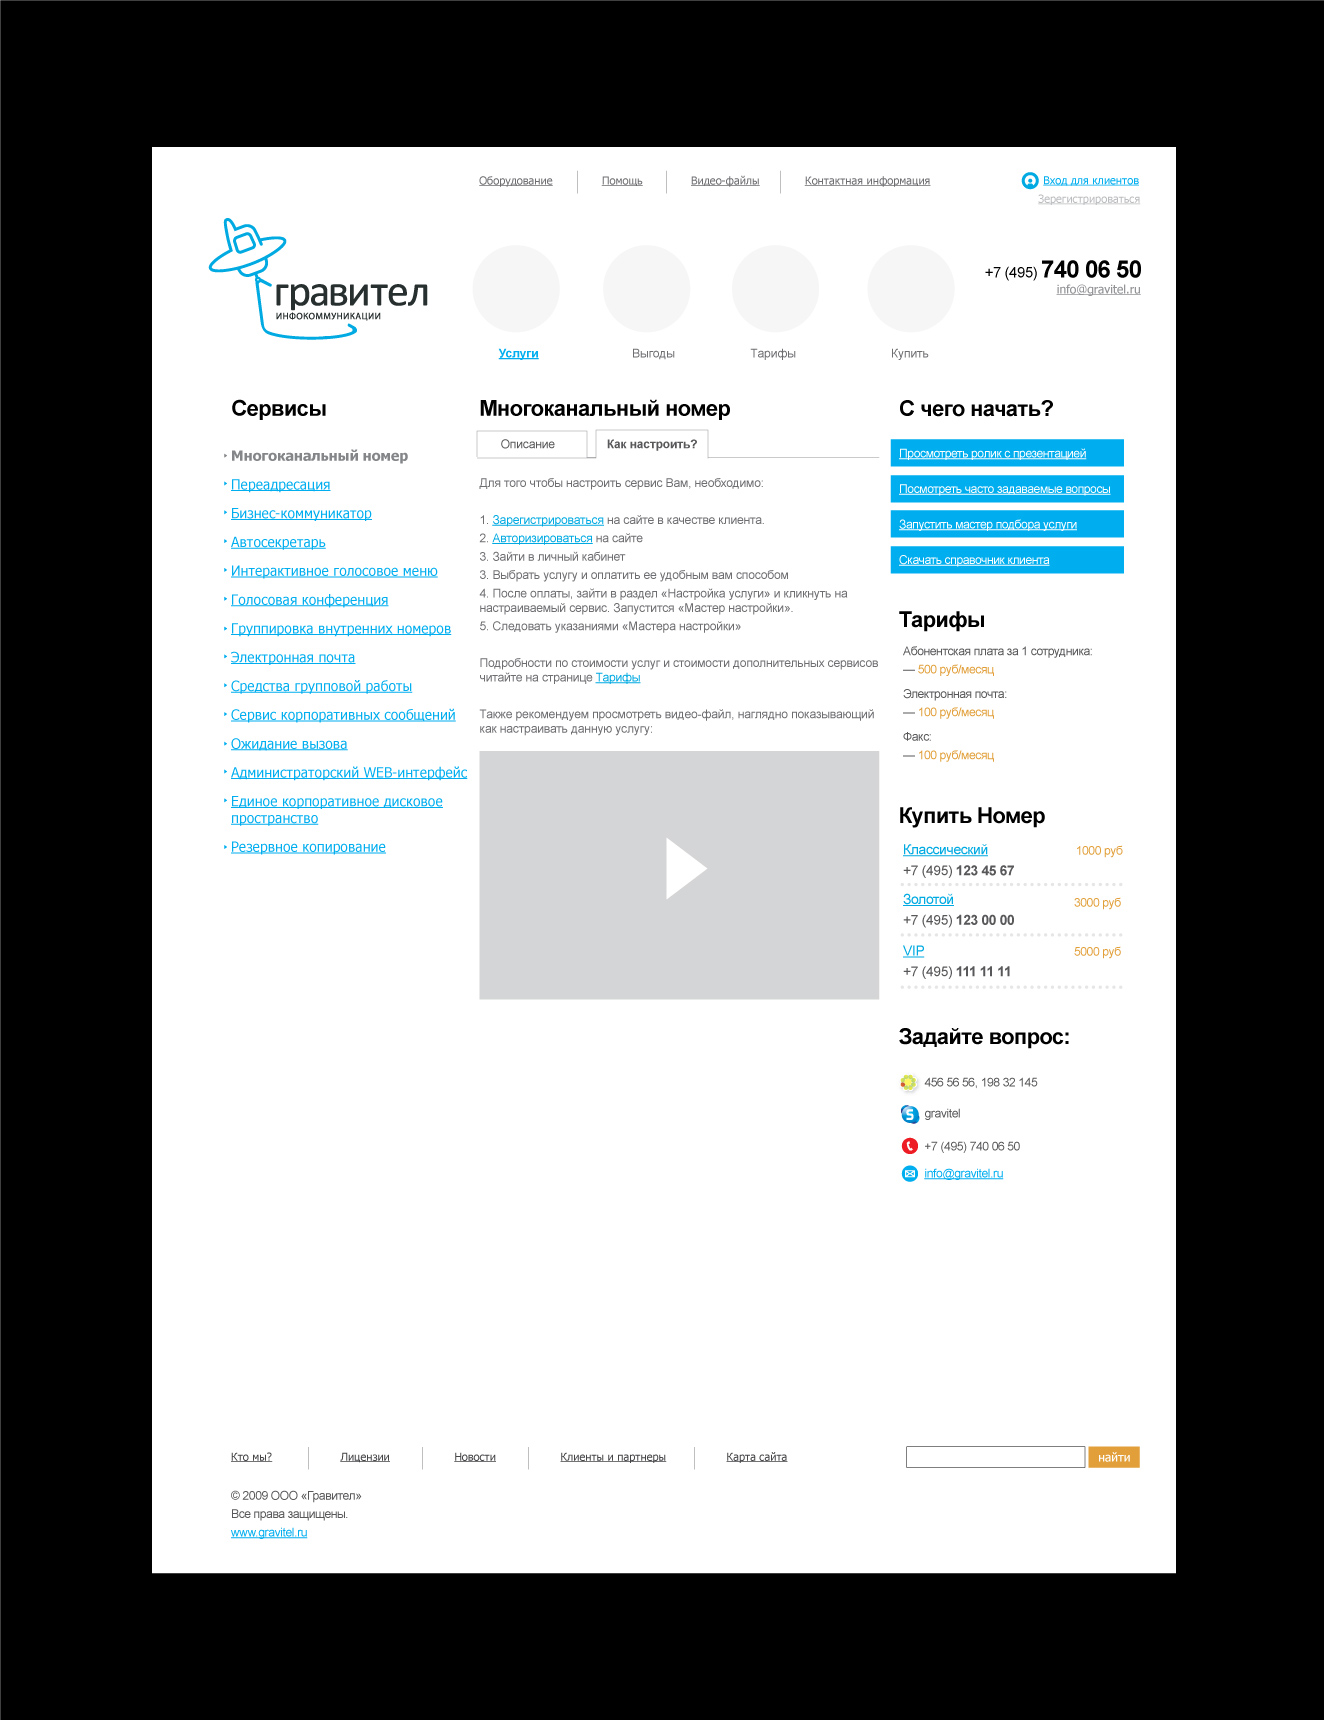 Оборудование
Помощь
Видео-файлы
Контактная информация
Вход для клиентов
Зерегистрироваться
гравител
ИНФОКОММУНИКАЦИИ
+7 (495) 740 06 50
info@gravitel.ru
Услуги
Выгоды
Тарифы
Купить
Сервисы
Многоканальный номер
Переадресация
Бизнес-коммуникатор
Автосекретарь
Интерактивное голосовое меню
Голосовая конференция
Группировка внутренних номеров
Электронная почта
Средства групповой работы
Сервис корпоративных сообщений
Ожидание вызова
Администраторский WEB-интерфейс
Единое корпоративное дисковое
пространство
Резервное копирование
Многоканальный номер
Описание
Как настроить?
Для того чтобы настроить сервис Вам, необходимо:
1. Зарегистрироваться на сайте в качестве клиента.
2. Авторизироваться на сайте
3. Зайти в личный кабинет
3. Выбрать услугу и оплатить ее удобным вам способом
4. После оплаты, зайти в раздел «Настройка услуги» и кликнуть на
настраиваемый сервис. Запустится «Мастер настройки».
5. Следовать указаниями «Мастера настройки»
Подробности по стоимости услуг и стоимости дополнительных сервисов
читайте на странице Тарифы
Также рекомендуем просмотреть видео-файл, наглядно показывающий
как настраивать данную услугу:
С чего начать?
Просмотреть ролик с презентацией
Посмотреть часто задаваемые вопросы
Запустить мастер подбора услуги
Скачать справочник клиента
Тарифы
Абонентская плата за 1 сотрудника:
— 500 руб/месяц
Электронная почта:
— 100 руб/месяц
Факс:
— 100 руб/месяц
Купить Номер
Классический 1000 руб
+7 (495) 123 45 67
Золотой 3000 руб
+7 (495) 123 00 00
VIP 5000 руб
+7 (495) 111 11 11
Задайте вопрос:
456 56 56, 198 32 145
gravitel
+7 (495) 740 06 50
info@gravitel.ru
Кто мы?
Лицензии
Новости
Клиенты и партнеры
Карта сайта
найти
© 2009 ООО «Гравител»
Все права защищены.
www.gravitel.ru